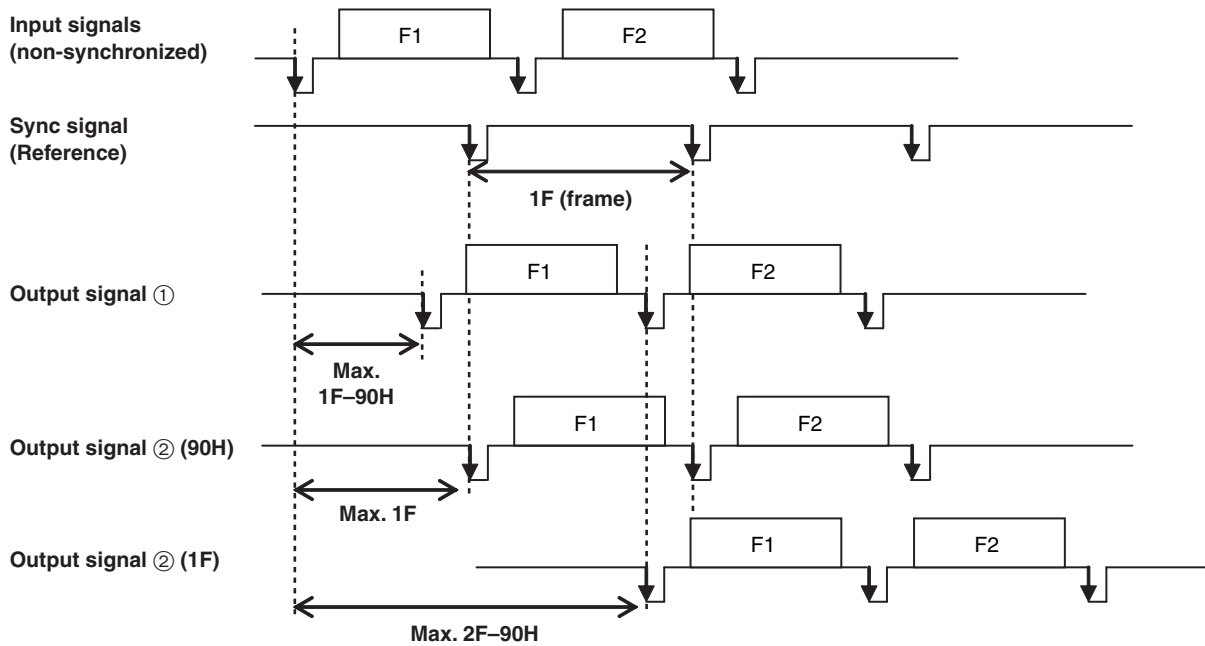 Input signals
(non-synchronized)
F1
F2
Sync signal
(Reference)
1F (frame)
Output signal ①
F1
F2
Max.
1F–90H
Output signal ② (90H)
F1
F2
Max. 1F
Output signal ② (1F)
F1
F2
Max. 2F–90H